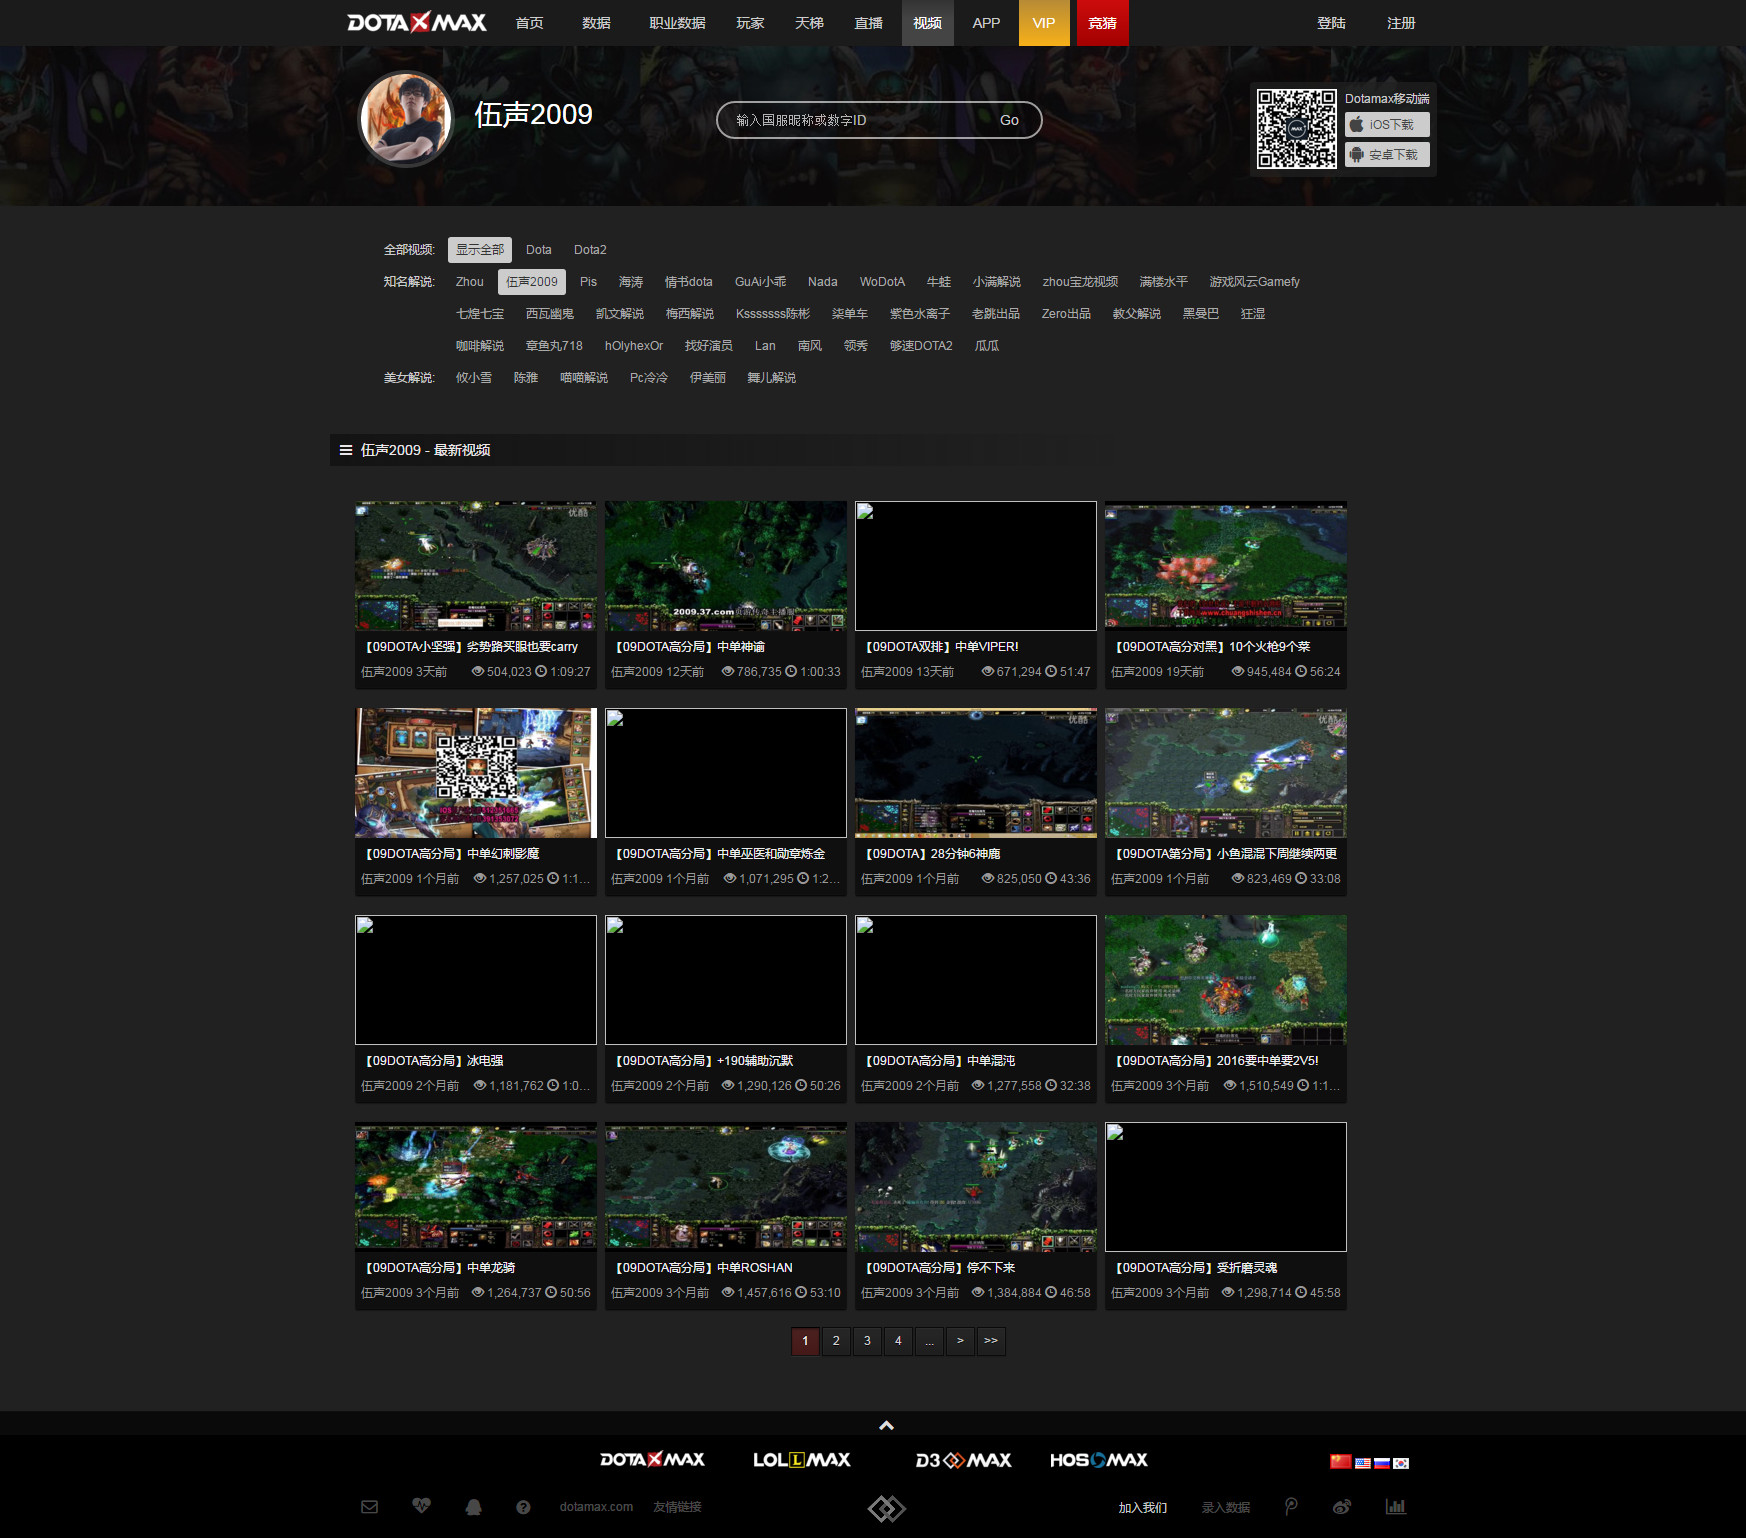 DOTAMAX 首页 数据 职业数据 玩家 天梯 直播 视频 APP VIP 竞猜 登陆 注册
伍声2009
输入国服昵称或数字ID Go
Dotamax移动端
iOS下载
安卓下载
全部视频: 显示全部 Dota Dota2
知名解说: Zhou 伍声2009 Pis 海涛 情书dota GuAi小乖 Nada WoDotA 牛蛙 小满解说 zhou宝龙视频 满楼水平 游戏风云Gamefy
七煌七宝 西瓦幽鬼 凯文解说 梅西解说 Ksssssss陈彬 柒单车 紫色水离子 老跳出品 Zero出品 教父解说 黑曼巴 狂湿
咖啡解说 章鱼丸718 hOlyhexOr 找好演员 Lan 南风 领秀 够速DOTA2 瓜瓜
美女解说: 攸小雪 陈雅 喵喵解说 Pc冷冷 伊美丽 舞儿解说
伍声2009 - 最新视频
优酷
2009.37.com
www.chuangshishen.cn
【09DOTA小坚强】劣势路买眼也要carry 【09DOTA高分局】中单神谕 【09DOTA双排】中单VIPER! 【09DOTA高分对黑】10个火枪9个菜
伍声2009 3天前 504,023 1:09:27 伍声2009 12天前 786,735 1:00:33 伍声2009 13天前 671,294 51:47 伍声2009 19天前 945,484 56:24
优酷 优酷
【09DOTA高分局】中单幻刺影魔 【09DOTA高分局】中单巫医和勋章炼金 【09DOTA】28分钟6神鹿 【09DOTA第分局】小鱼混混下周继续两更
伍声2009 1个月前 1,257,025 1:1... 伍声2009 1个月前 1,071,295 1:2... 伍声2009 1个月前 825,050 43:36 伍声2009 1个月前 823,469 33:08
【09DOTA高分局】冰电强 【09DOTA高分局】+190辅助沉默 【09DOTA高分局】中单混沌 【09DOTA高分局】2016要中单要2V5!
伍声2009 2个月前 1,181,762 1:0... 伍声2009 2个月前 1,290,126 50:26 伍声2009 2个月前 1,277,558 32:38 伍声2009 3个月前 1,510,549 1:1...
【09DOTA高分局】中单龙骑 【09DOTA高分局】中单ROSHAN 【09DOTA高分局】停不下来 【09DOTA高分局】受折磨灵魂
伍声2009 3个月前 1,264,737 50:56 伍声2009 3个月前 1,457,616 53:10 伍声2009 3个月前 1,384,884 46:58 伍声2009 3个月前 1,298,714 45:58
1 2 3 4 ... > >>
DOTAMAX LOLLMAX D3MAX HOSMAX
dotamax.com 友情链接 加入我们 录入数据